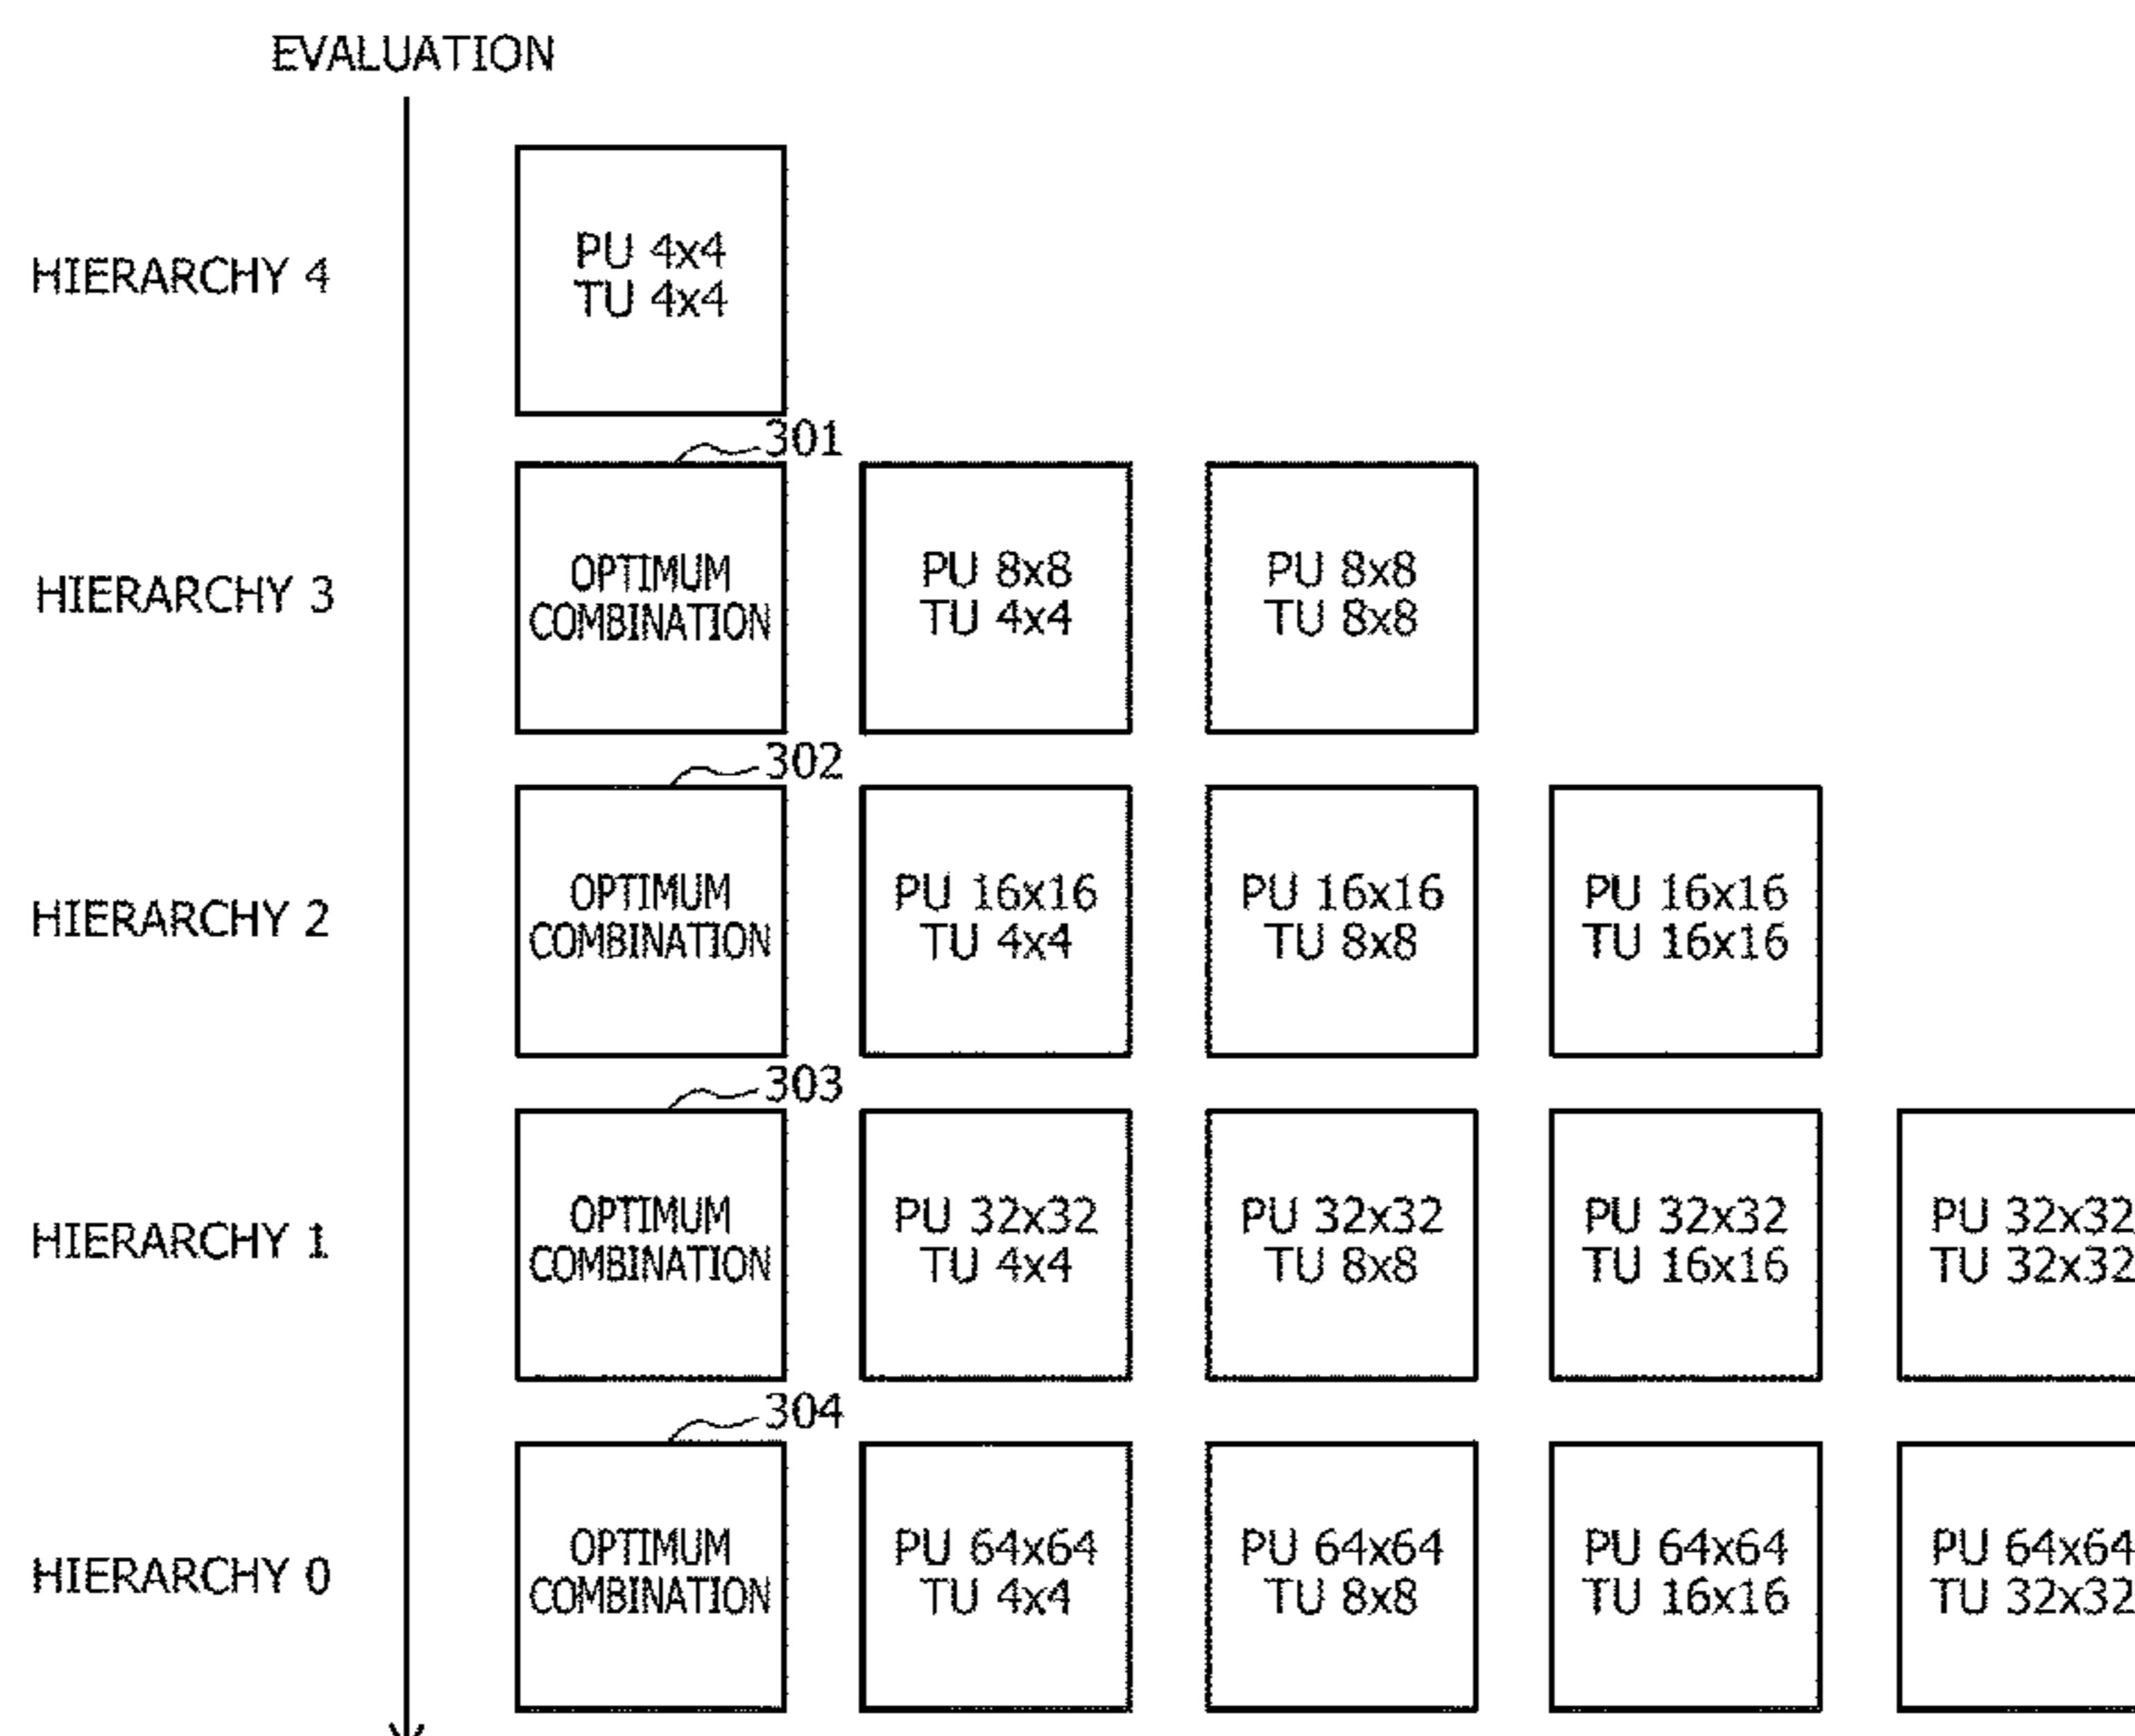 EVALUATION
HIERARCHY 4
PU 4x4
TU 4x4
301
HIERARCHY 3
OPTIMUM
COMBINATION
PU 8x8
TU 4x4
PU 8x8
TU 8x8
302
HIERARCHY 2
OPTIMUM
COMBINATION
PU 16x16
TU 4x4
PU 16x16
TU 8x8
PU 16x16
TU 16x16
303
HIERARCHY 1
OPTIMUM
COMBINATION
PU 32x32
TU 4x4
PU 32x32
TU 8x8
PU 32x32
TU 16x16
PU 32x32
TU 32x32
304
HIERARCHY 0
OPTIMUM
COMBINATION
PU 64x64
TU 4x4
PU 64x64
TU 8x8
PU 64x64
TU 16x16
PU 64x64
TU 32x32